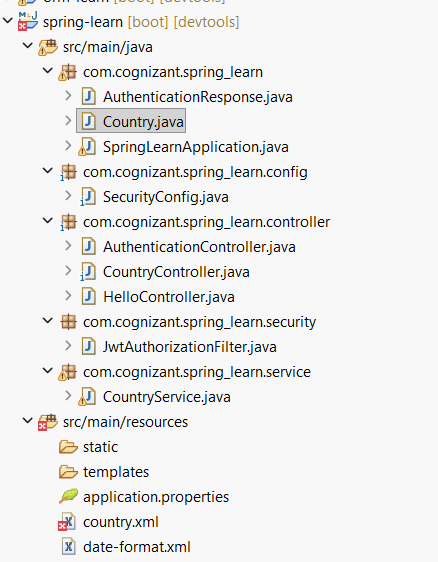 spring-learn [boot] [devtools]
src/main/java
com.cognizant.spring_learn
AuthenticationResponse.java
Country.java
SpringLearnApplication.java
com.cognizant.spring_learn.config
SecurityConfig.java
com.cognizant.spring_learn.controller
AuthenticationController.java
CountryController.java
HelloController.java
com.cognizant.spring_learn.security
JwtAuthorizationFilter.java
com.cognizant.spring_learn.service
CountryService.java
src/main/resources
static
templates
application.properties
country.xml
date-format.xml